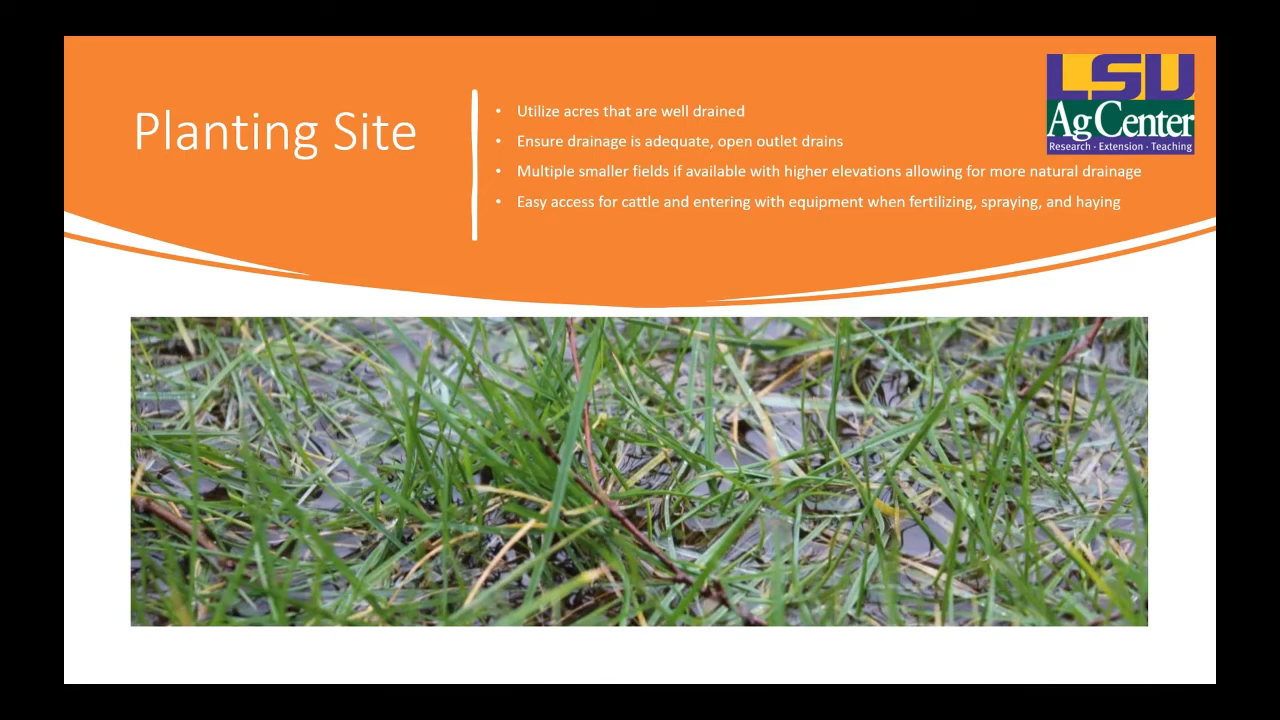 Planting Site
• Utilize acres that are well drained
• Ensure drainage is adequate, open outlet drains
• Multiple smaller fields if available with higher elevations allowing for more natural drainage
• Easy access for cattle and entering with equipment when fertilizing, spraying, and haying
LSU
AgCenter
Research · Extension · Teaching